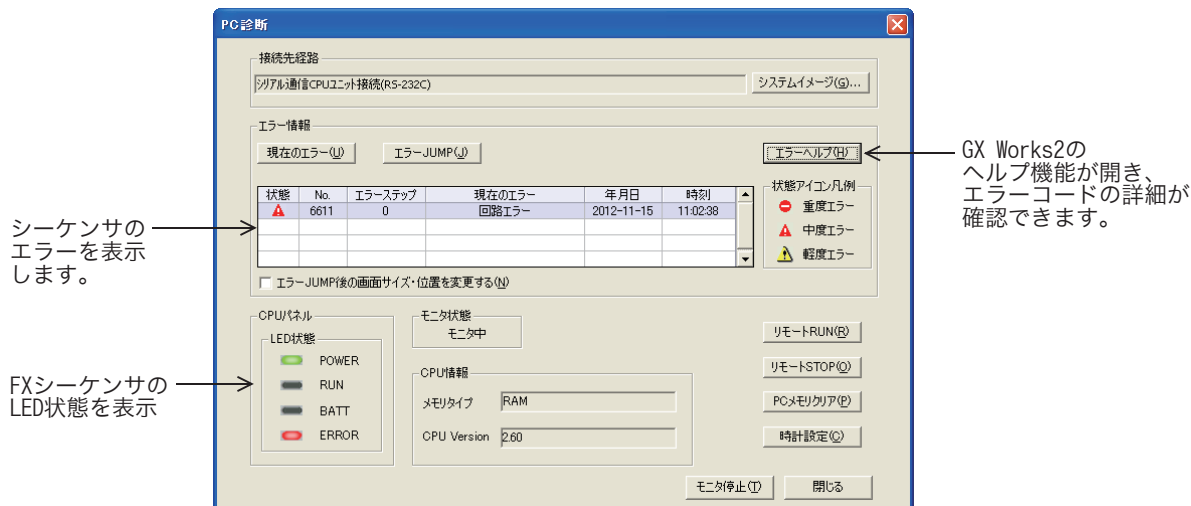 PC診断
接続先経路
シリアル通信CPUユニット接続(RS-232C)
システムイメージ(G)...
エラー情報
現在のエラー(U)
エラーJUMP(J)
エラーヘルプ(H)
GX Works2の
ヘルプ機能が開き、
エラーコードの詳細が
確認できます。
状態 No. エラーステップ 現在のエラー 年月日 時刻
6611 0 回路エラー 2012-11-15 11:02:38
状態アイコン凡例
重度エラー
中度エラー
軽度エラー
シーケンサの
エラーを表示
します。
エラーJUMP後の画面サイズ・位置を変更する(N)
CPUパネル
LED状態
POWER
RUN
BATT
ERROR
FXシーケンサの
LED状態を表示
モニタ状態
モニタ中
CPU情報
メモリタイプ RAM
CPU Version 2.60
リモートRUN(R)
リモートSTOP(O)
PCメモリクリア(P)
時計設定(C)
モニタ停止(T)
閉じる